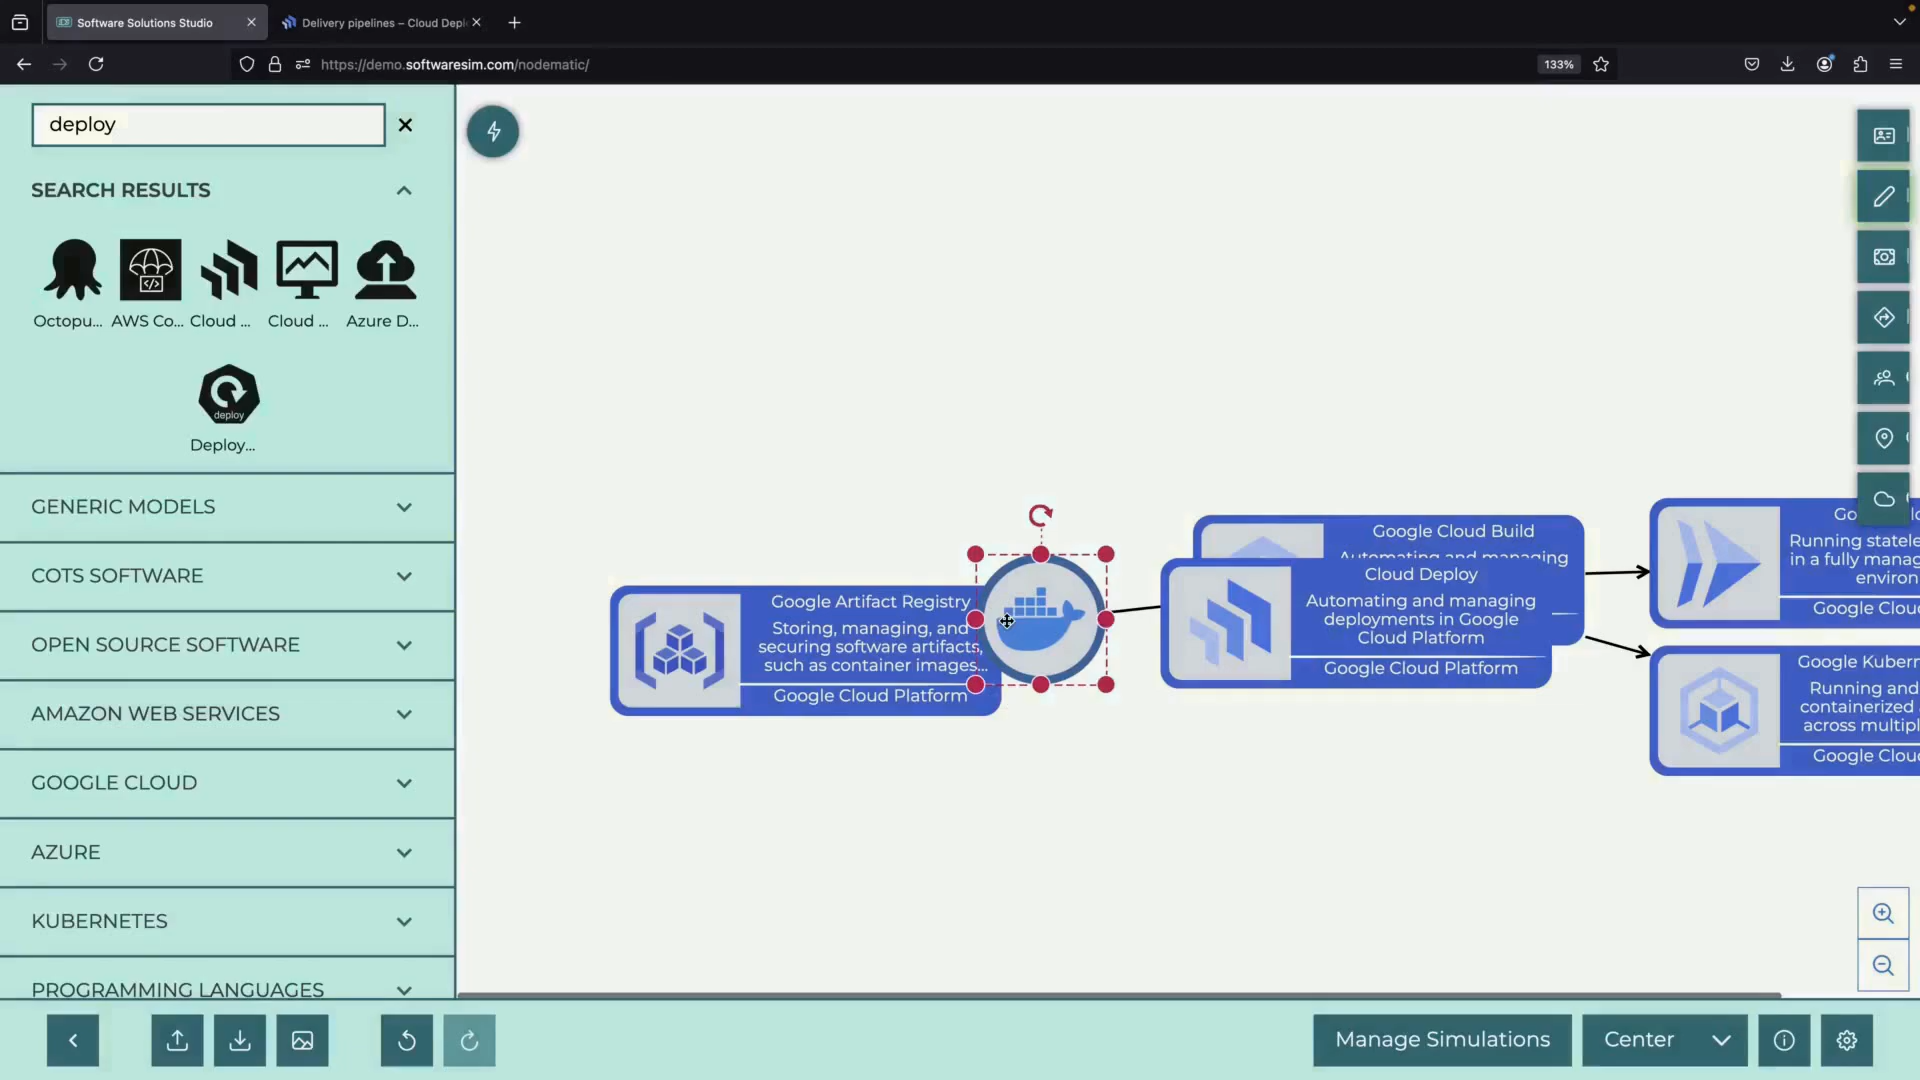 Software Solutions Studio
Delivery pipelines – Cloud Depl
https://demo.softwaresim.com/nodematic/
133%
deploy
SEARCH RESULTS
Octopu...
AWS Co...
Cloud ...
Cloud ...
Azure D...
deploy
Deploy...
GENERIC MODELS
COTS SOFTWARE
OPEN SOURCE SOFTWARE
AMAZON WEB SERVICES
GOOGLE CLOUD
AZURE
KUBERNETES
PROGRAMMING LANGUAGES
Google Artifact Registry
Storing, managing, and
securing software artifacts,
such as container images...
Google Cloud Platform
Google Cloud Build
Automating and managing
Cloud Deploy
Automating and managing
deployments in Google
Cloud Platform
Google Cloud Platform
Running statele
in a fully manag
environ
Google Clou
Google Kubern
Running and
containerized
across multipl
Google Clou
Manage Simulations
Center